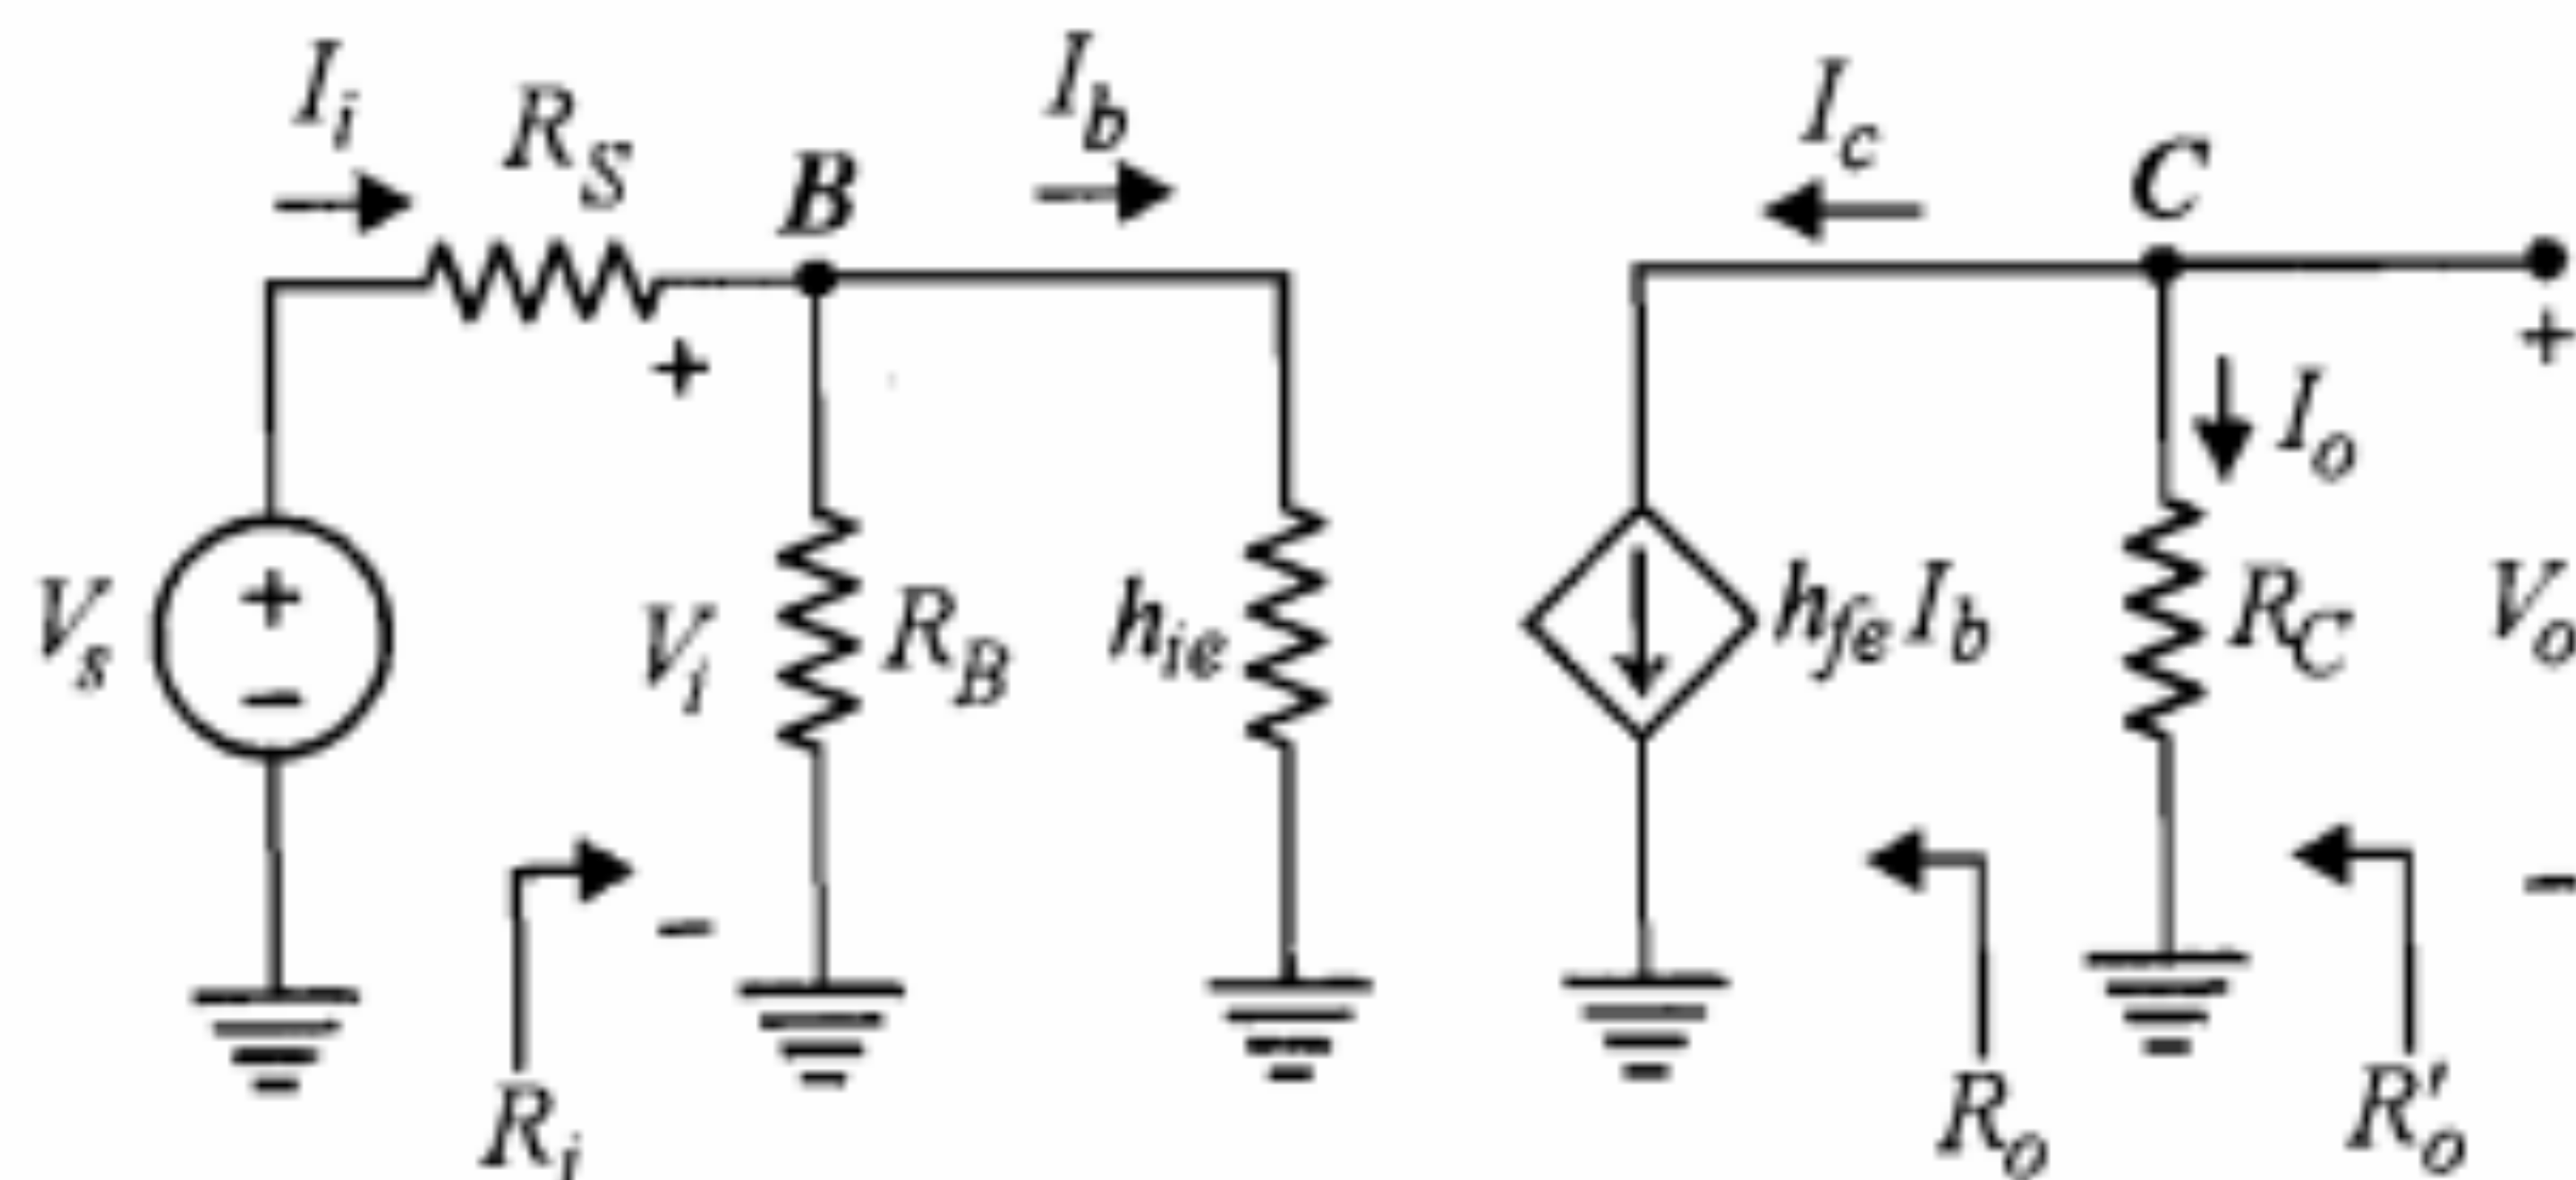 I_i R_S B I_b I_c C
+ +
I_o
V_s + − V_i R_B h_ie h_fe I_b R_C V_o
− −
R_i R_o R'_o